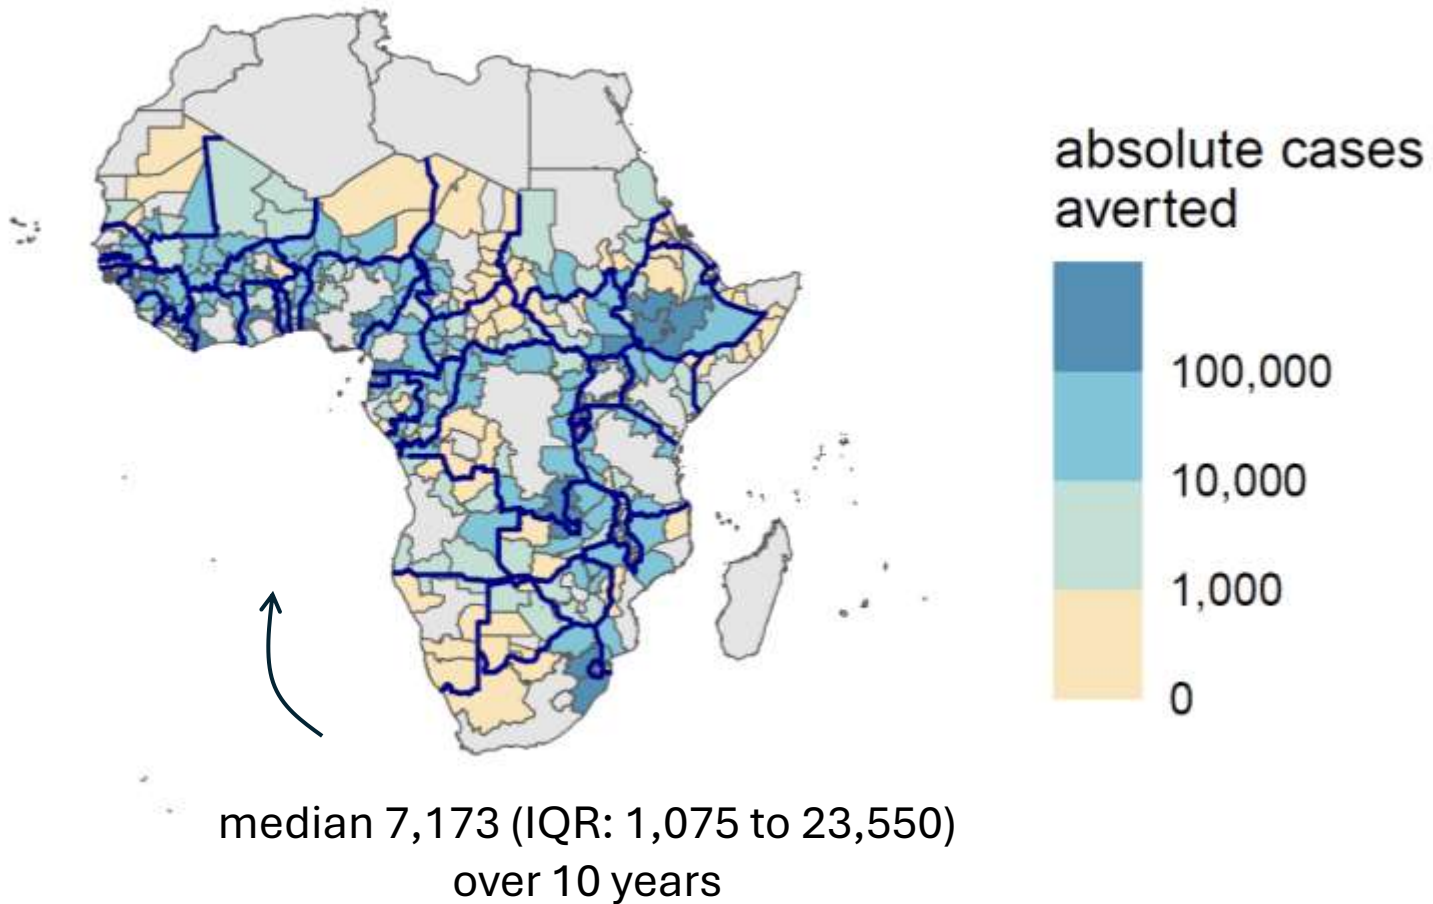 absolute cases
averted
100,000
10,000
1,000
0
median 7,173 (IQR: 1,075 to 23,550)
over 10 years